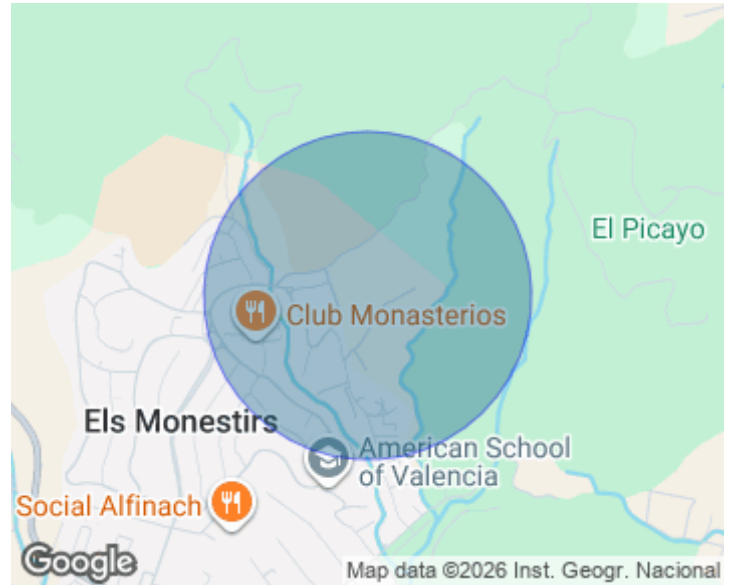 El Picayo
Club Monasterios
Els Monestirs
American School
of Valencia
Social Alfinach
Google
Map data ©2026 Inst. Geogr. Nacional